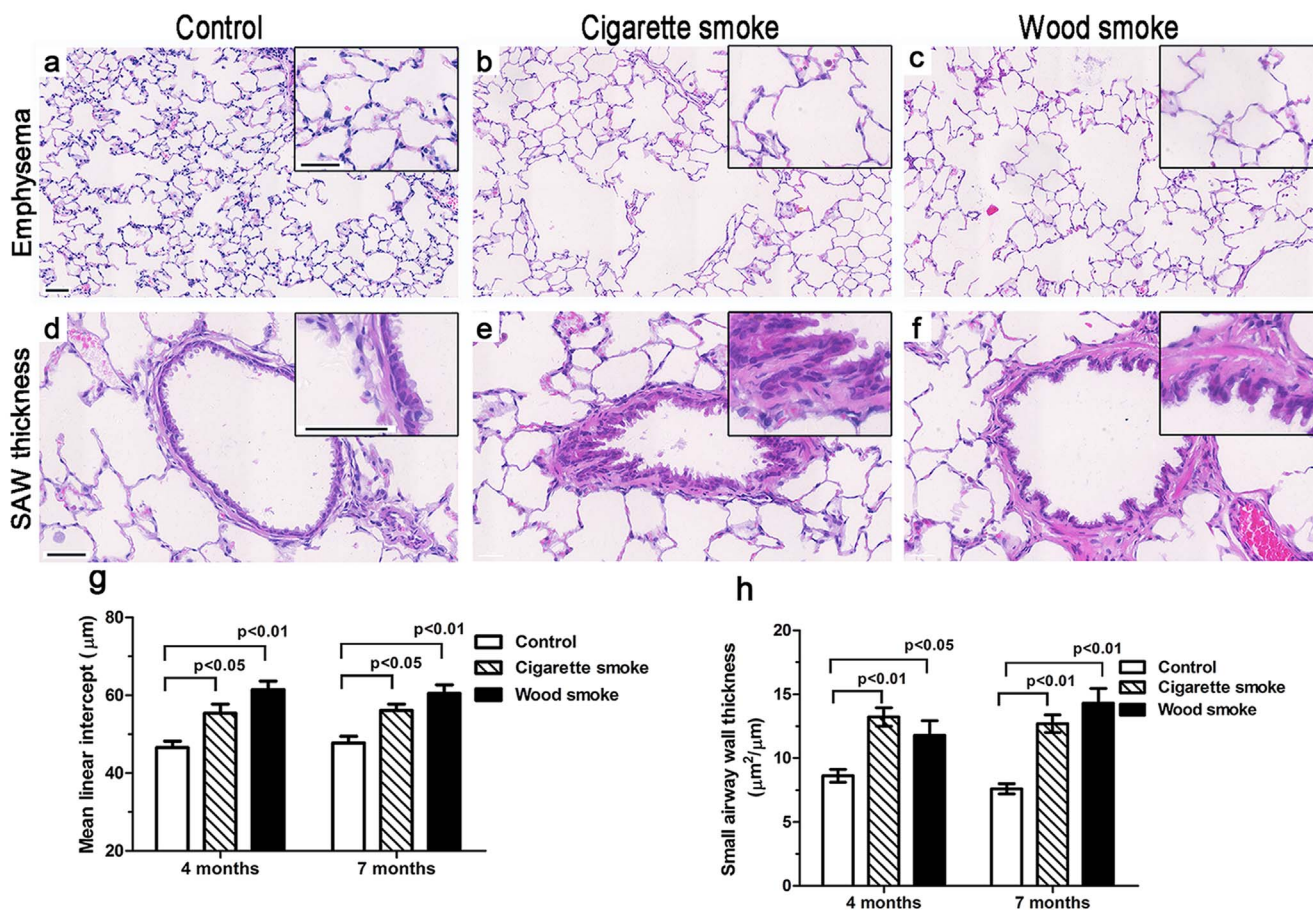 Control
Cigarette smoke
Wood smoke
Emphysema
a
b
c
SAW thickness
d
e
f
g
Mean linear intercept (μm)
80
60
40
20
p<0.01
p<0.05
p<0.01
p<0.05
4 months
7 months
Control
Cigarette smoke
Wood smoke
h
Small airway wall thickness
(μm²/μm)
20
15
10
5
0
p<0.05
p<0.01
p<0.01
p<0.01
4 months
7 months
Control
Cigarette smoke
Wood smoke